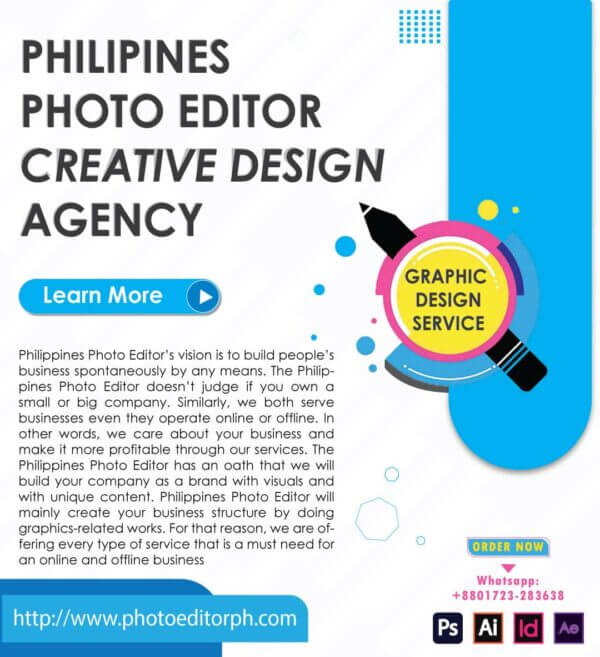 PHILIPINES
PHOTO EDITOR
CREATIVE DESIGN
AGENCY
Learn More
GRAPHIC
DESIGN
SERVICE
Philippines Photo Editor’s vision is to build people’s
business spontaneously by any means. The Philip-
pines Photo Editor doesn’t judge if you own a
small or big company. Similarly, we both serve
businesses even they operate online or offline. In
other words, we care about your business and
make it more profitable through our services. The
Philippines Photo Editor has an oath that we will
build your company as a brand with visuals and
with unique content. Philippines Photo Editor will
mainly create your business structure by doing
graphics-related works. For that reason, we are of-
fering every type of service that is a must need for
an online and offline business
ORDER NOW
Whatsapp:
+8801723-283638
http://www.photoeditorph.com
Ps Ai Id Ae